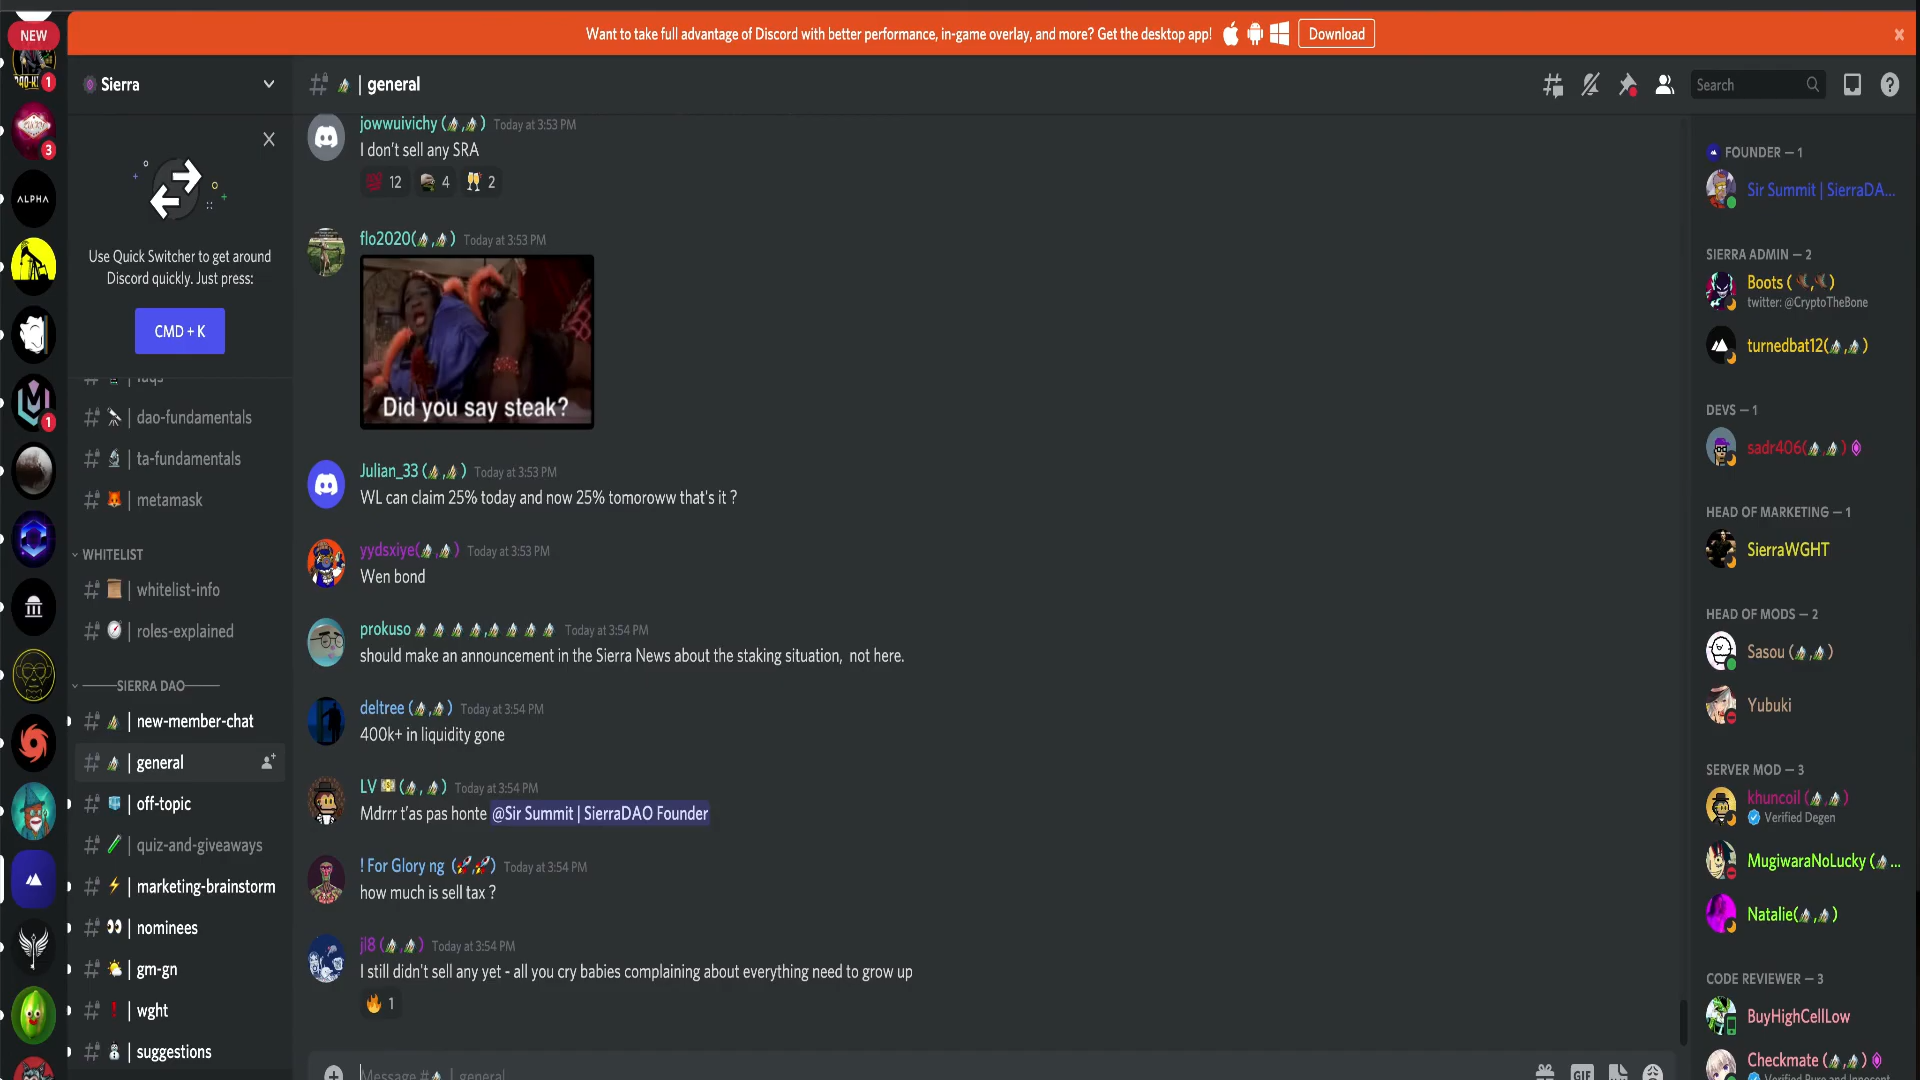 Want to take full advantage of Discord with better performance, in-game overlay, and more? Get the desktop app!
Download
NEW
1
3
ALPHA
1
Sierra
Use Quick Switcher to get around
Discord quickly. Just press:
CMD + K
faqs
dao-fundamentals
ta-fundamentals
metamask
WHITELIST
whitelist-info
roles-explained
SIERRA DAO
new-member-chat
general
off-topic
quiz-and-giveaways
marketing-brainstorm
nominees
gm-gn
wght
suggestions
| general
Search
jowwuivichy (⛰️,⛰️) Today at 3:53 PM
I don't sell any SRA
💯 12 4 🥂 2
flo2020(⛰️,⛰️) Today at 3:53 PM
Did you say steak?
Julian_33 (⛰️,⛰️) Today at 3:53 PM
WL can claim 25% today and now 25% tomoroww that's it ?
yydsxiye(⛰️,⛰️) Today at 3:53 PM
Wen bond
prokuso ⛰️ ⛰️ ⛰️ ⛰️,⛰️ ⛰️ ⛰️ ⛰️ Today at 3:54 PM
should make an announcement in the Sierra News about the staking situation, not here.
deltree (⛰️,⛰️) Today at 3:54 PM
400k+ in liquidity gone
LV (⛰️, ⛰️) Today at 3:54 PM
Mdrrr t'as pas honte @Sir Summit | SierraDAO Founder
! For Glory ng (🚀,🚀) Today at 3:54 PM
how much is sell tax ?
jl8 (⛰️,⛰️) Today at 3:54 PM
I still didn't sell any yet - all you cry babies complaining about everything need to grow up
🔥 1
Message #⛰️ | general
GIF
FOUNDER — 1
Sir Summit | SierraDA...
SIERRA ADMIN — 2
Boots (🥾,🥾)
twitter: @CryptoTheBone
turnedbat12(⛰️,⛰️)
DEVS — 1
sadr406(⛰️,⛰️)
HEAD OF MARKETING — 1
SierraWGHT
HEAD OF MODS — 2
Sasou (⛰️,⛰️)
Yubuki
SERVER MOD — 3
khuncoil (⛰️,⛰️)
Verified Degen
MugiwaraNoLucky (⛰️...
Natalie(⛰️,⛰️)
CODE REVIEWER — 3
BuyHighCellLow
Checkmate (⛰️,⛰️)
Verified Pure and Innocent